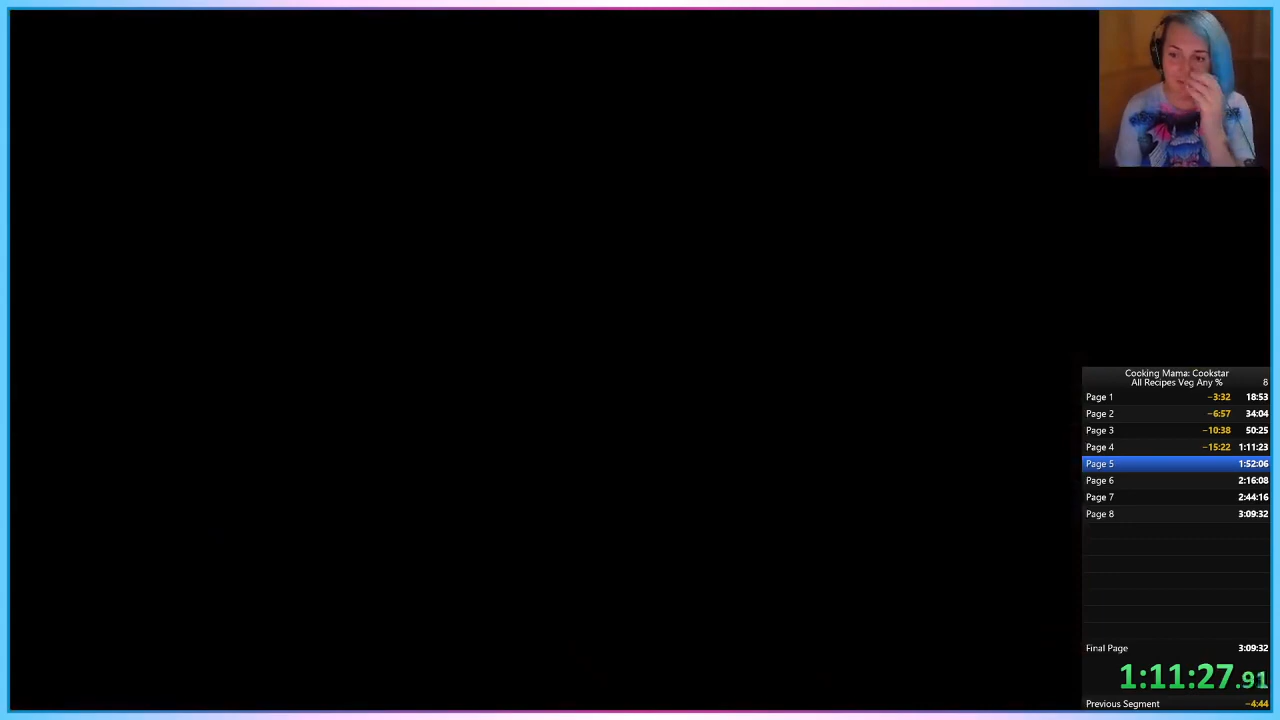 Cooking Mama: Cookstar
All Recipes Veg Any % 8
Page 1 −3:32 18:53
Page 2 −6:57 34:04
Page 3 −10:38 50:25
Page 4 −15:22 1:11:23
Page 5 1:52:06
Page 6 2:16:08
Page 7 2:44:16
Page 8 3:09:32
Final Page 3:09:32
1:11:27.91
Previous Segment −4:44